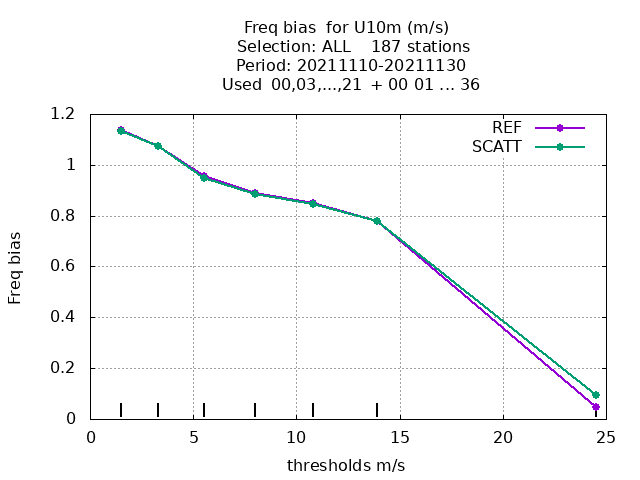 Freq bias  for U10m (m/s)
Selection: ALL    187 stations
Period: 20211110-20211130
Used  00,03,...,21  + 00 01 ... 36
REF
SCATT
1.2
1
0.8
0.6
0.4
0.2
0
Freq bias
0 5 10 15 20 25
thresholds m/s